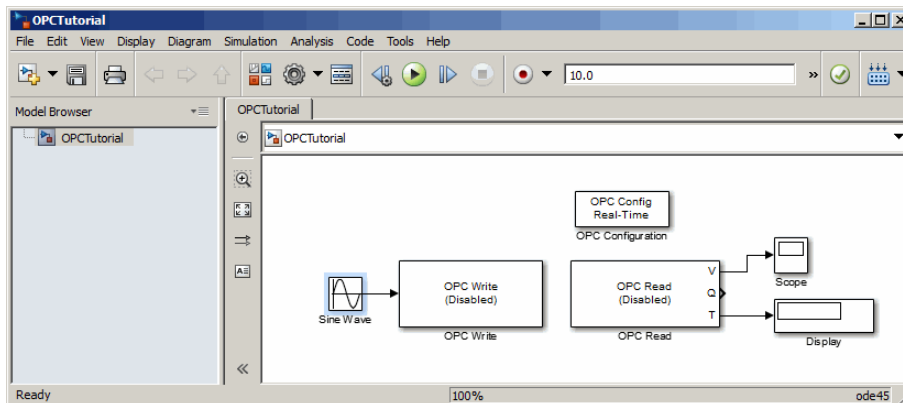 OPCTutorial
File Edit View Display Diagram Simulation Analysis Code Tools Help
10.0
»
Model Browser
OPCTutorial
OPCTutorial
OPCTutorial
OPC Config
Real-Time
OPC Configuration
Sine Wave
OPC Write
(Disabled)
OPC Write
OPC Read
(Disabled)
V
Q
T
OPC Read
Scope
Display
A
«
Ready 100% ode45